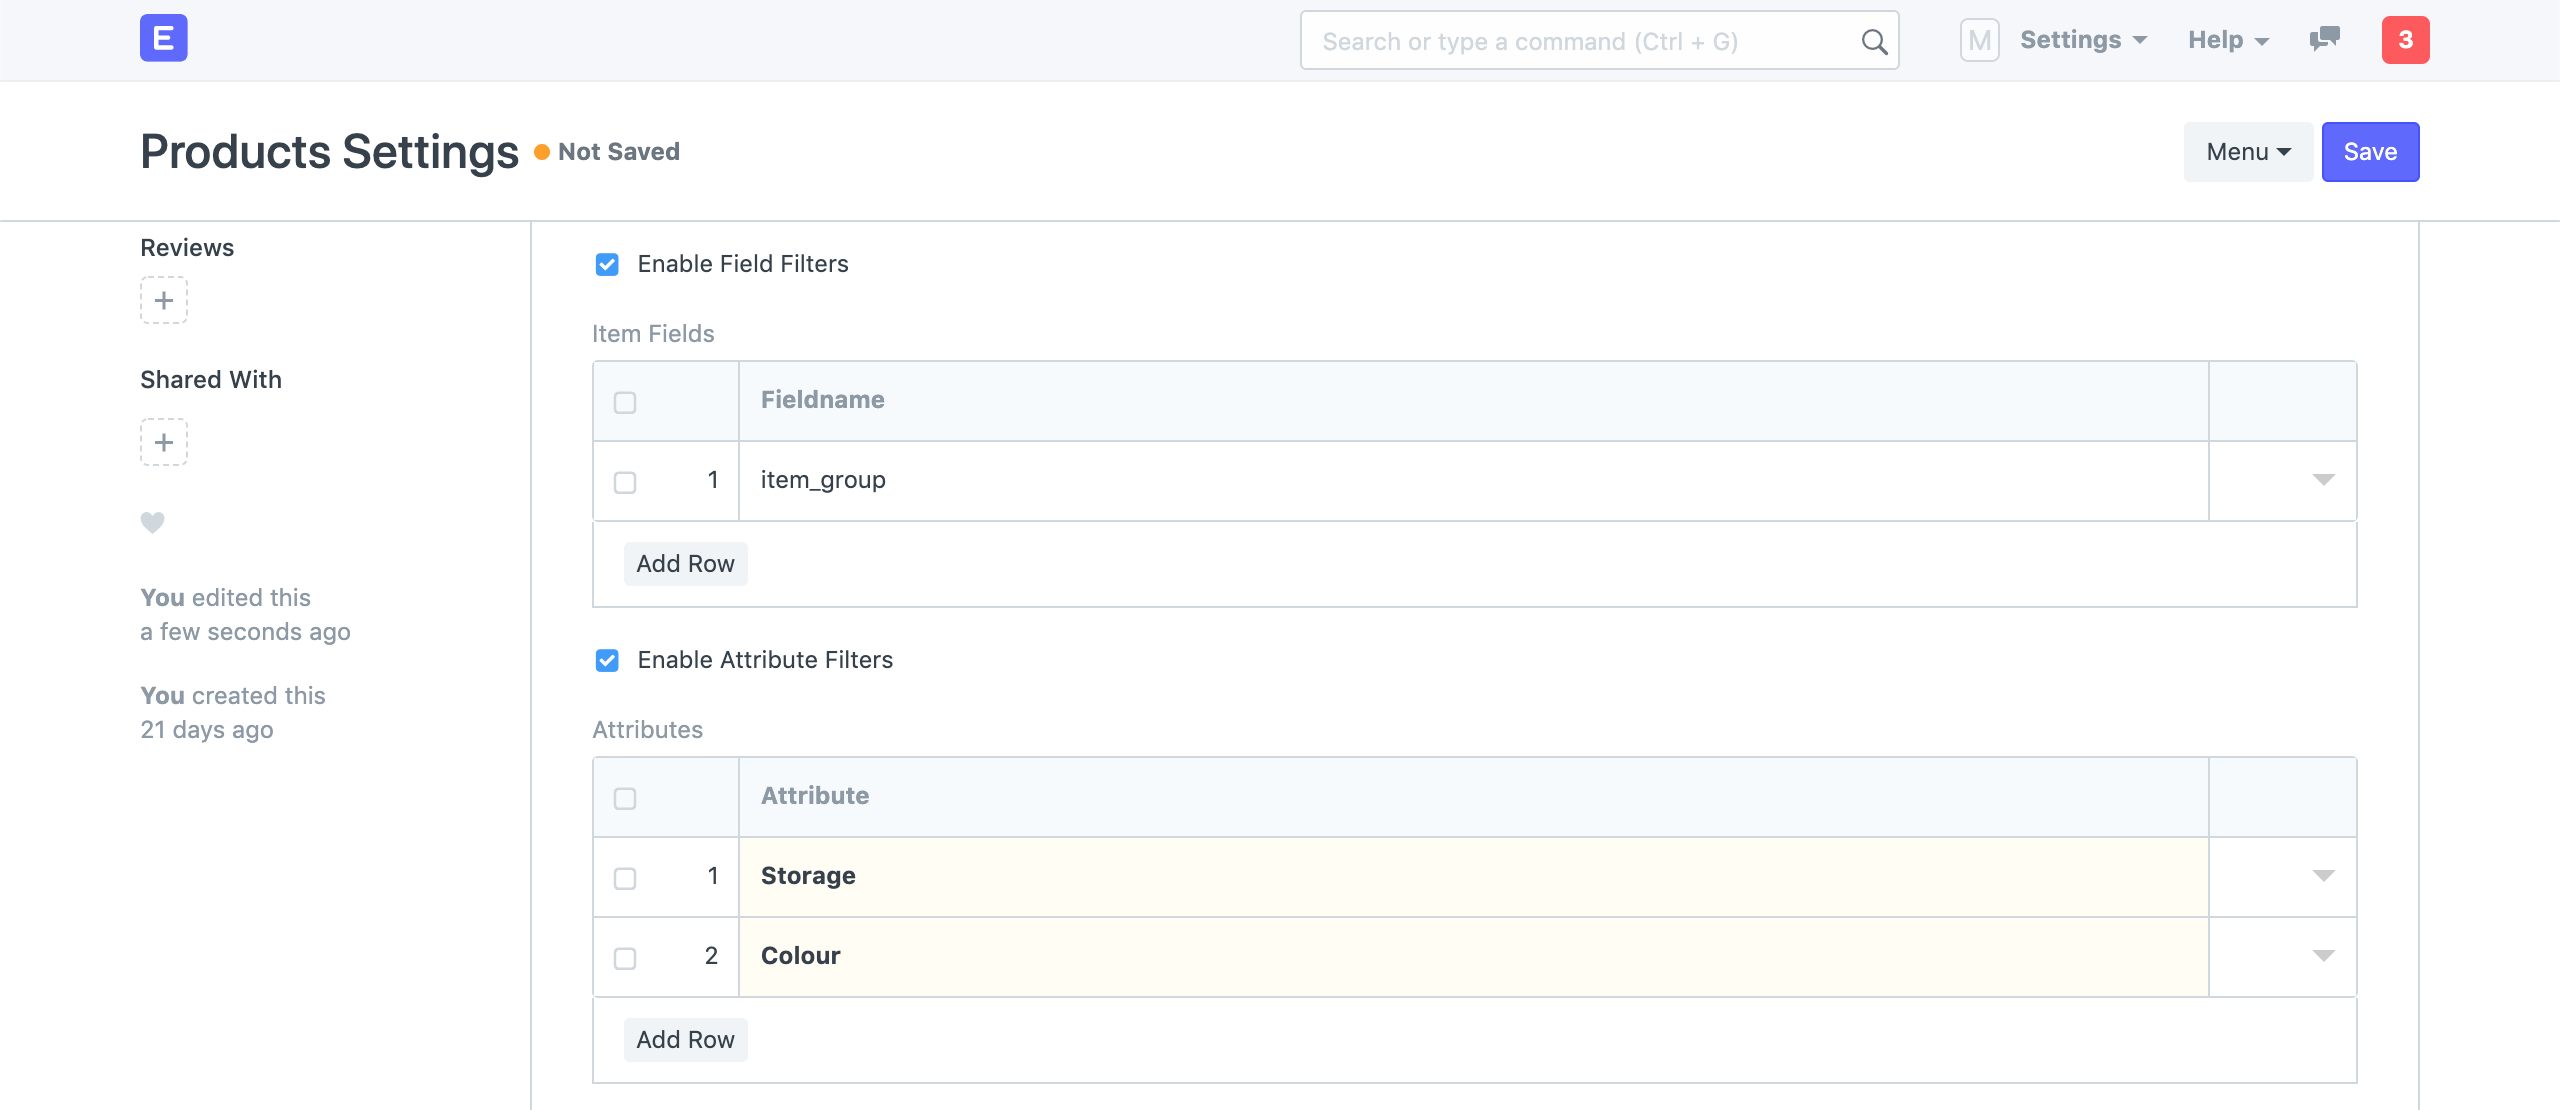 E
Search or type a command (Ctrl + G)
M
Settings
Help
3
Products Settings
Not Saved
Menu
Save
Reviews
+
Shared With
+
You edited this
a few seconds ago
You created this
21 days ago
Enable Field Filters
Item Fields
Fieldname
1 item_group
Add Row
Enable Attribute Filters
Attributes
Attribute
1 Storage
2 Colour
Add Row